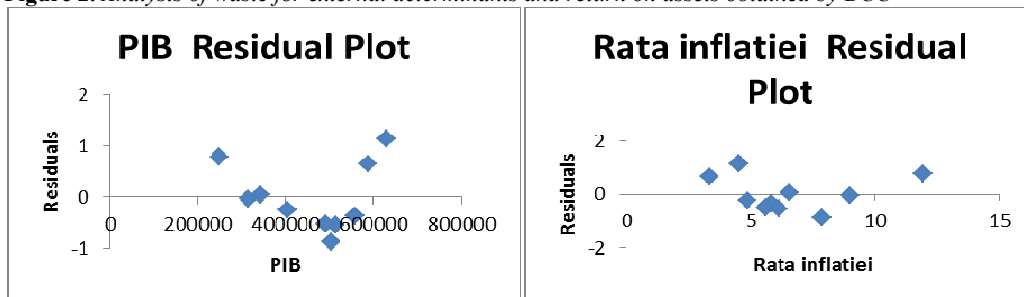 Figure 2. Analysis of waste for external determinants and return on assets obtained by BCC
PIB Residual Plot
2
1
0
-1
Residuals
0 200000 400000 600000 800000
PIB
Rata inflatiei Residual
Plot
2
0
-2
Residuals
0 5 10 15
Rata inflatiei